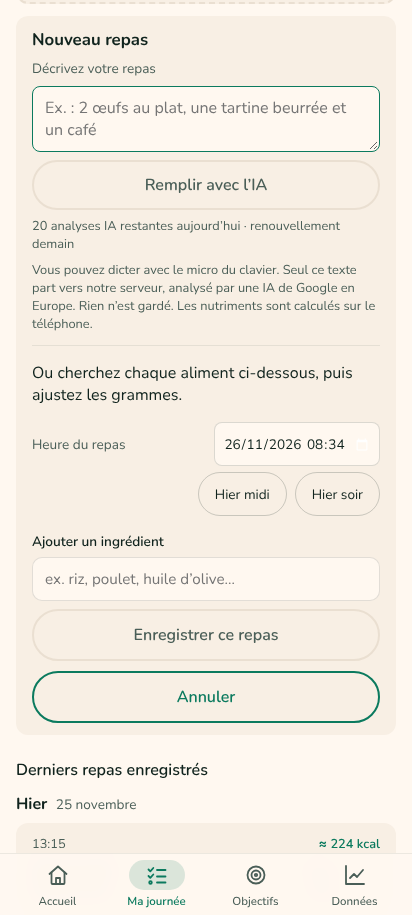 Nouveau repas
Décrivez votre repas
Ex. : 2 œufs au plat, une tartine beurrée et
un café
Remplir avec l’IA
20 analyses IA restantes aujourd’hui · renouvellement
demain
Vous pouvez dicter avec le micro du clavier. Seul ce texte
part vers notre serveur, analysé par une IA de Google en
Europe. Rien n’est gardé. Les nutriments sont calculés sur le
téléphone.
Ou cherchez chaque aliment ci-dessous, puis
ajustez les grammes.
Heure du repas
26/11/2026 08:34
Hier midi
Hier soir
Ajouter un ingrédient
ex. riz, poulet, huile d’olive…
Enregistrer ce repas
Annuler
Derniers repas enregistrés
Hier 25 novembre
13:15
≈ 224 kcal
Accueil
Ma journée
Objectifs
Données